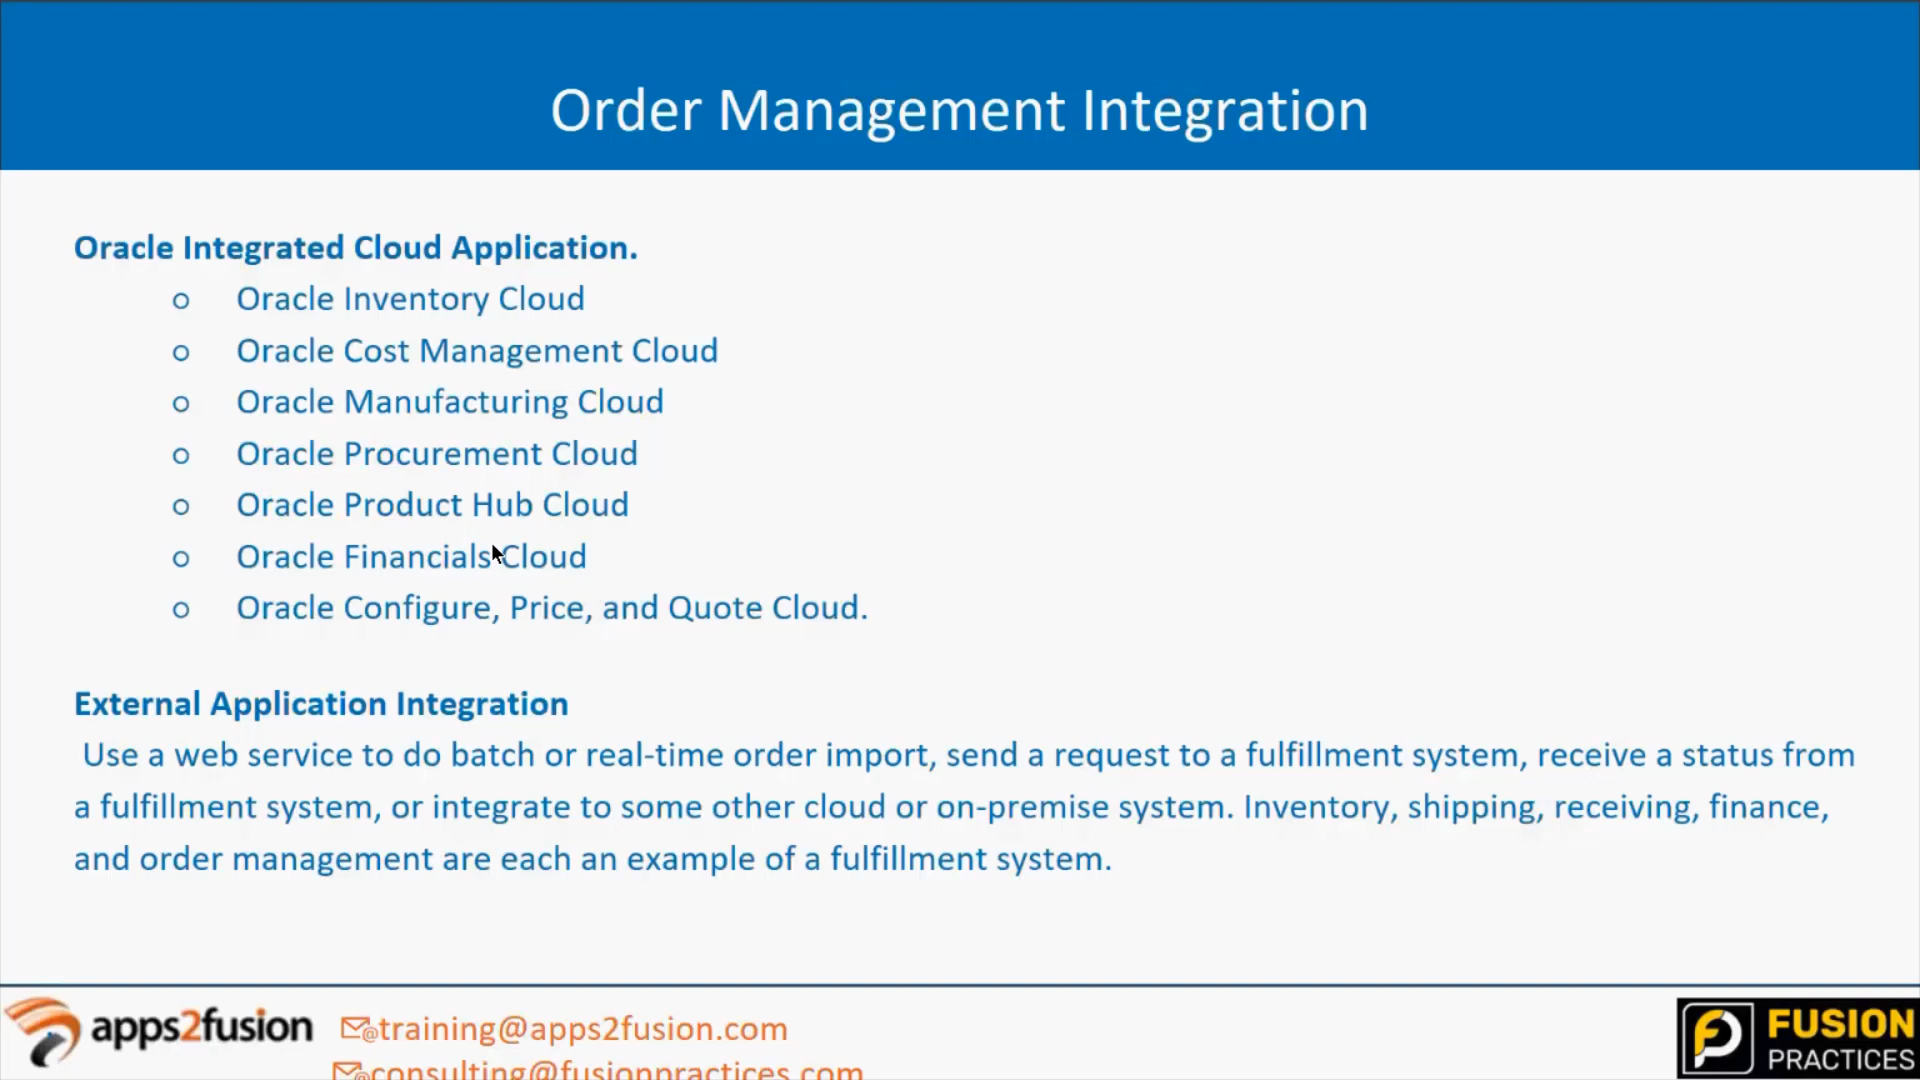 Order Management Integration
Oracle Integrated Cloud Application.
○ Oracle Inventory Cloud
○ Oracle Cost Management Cloud
○ Oracle Manufacturing Cloud
○ Oracle Procurement Cloud
○ Oracle Product Hub Cloud
○ Oracle Financials Cloud
○ Oracle Configure, Price, and Quote Cloud.
External Application Integration
Use a web service to do batch or real-time order import, send a request to a fulfillment system, receive a status from
a fulfillment system, or integrate to some other cloud or on-premise system. Inventory, shipping, receiving, finance,
and order management are each an example of a fulfillment system.
apps2fusion
training@apps2fusion.com
consulting@fusionpractices.com
FUSION
PRACTICES